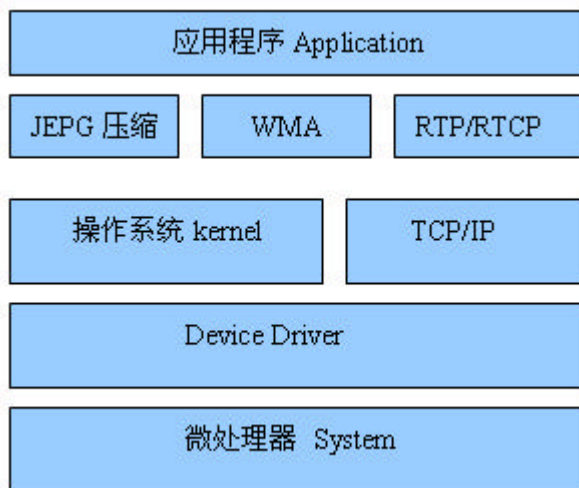 应用程序 Application
JEPG 压缩
WMA
RTP/RTCP
操作系统 kernel
TCP/IP
Device Driver
微处理器 System